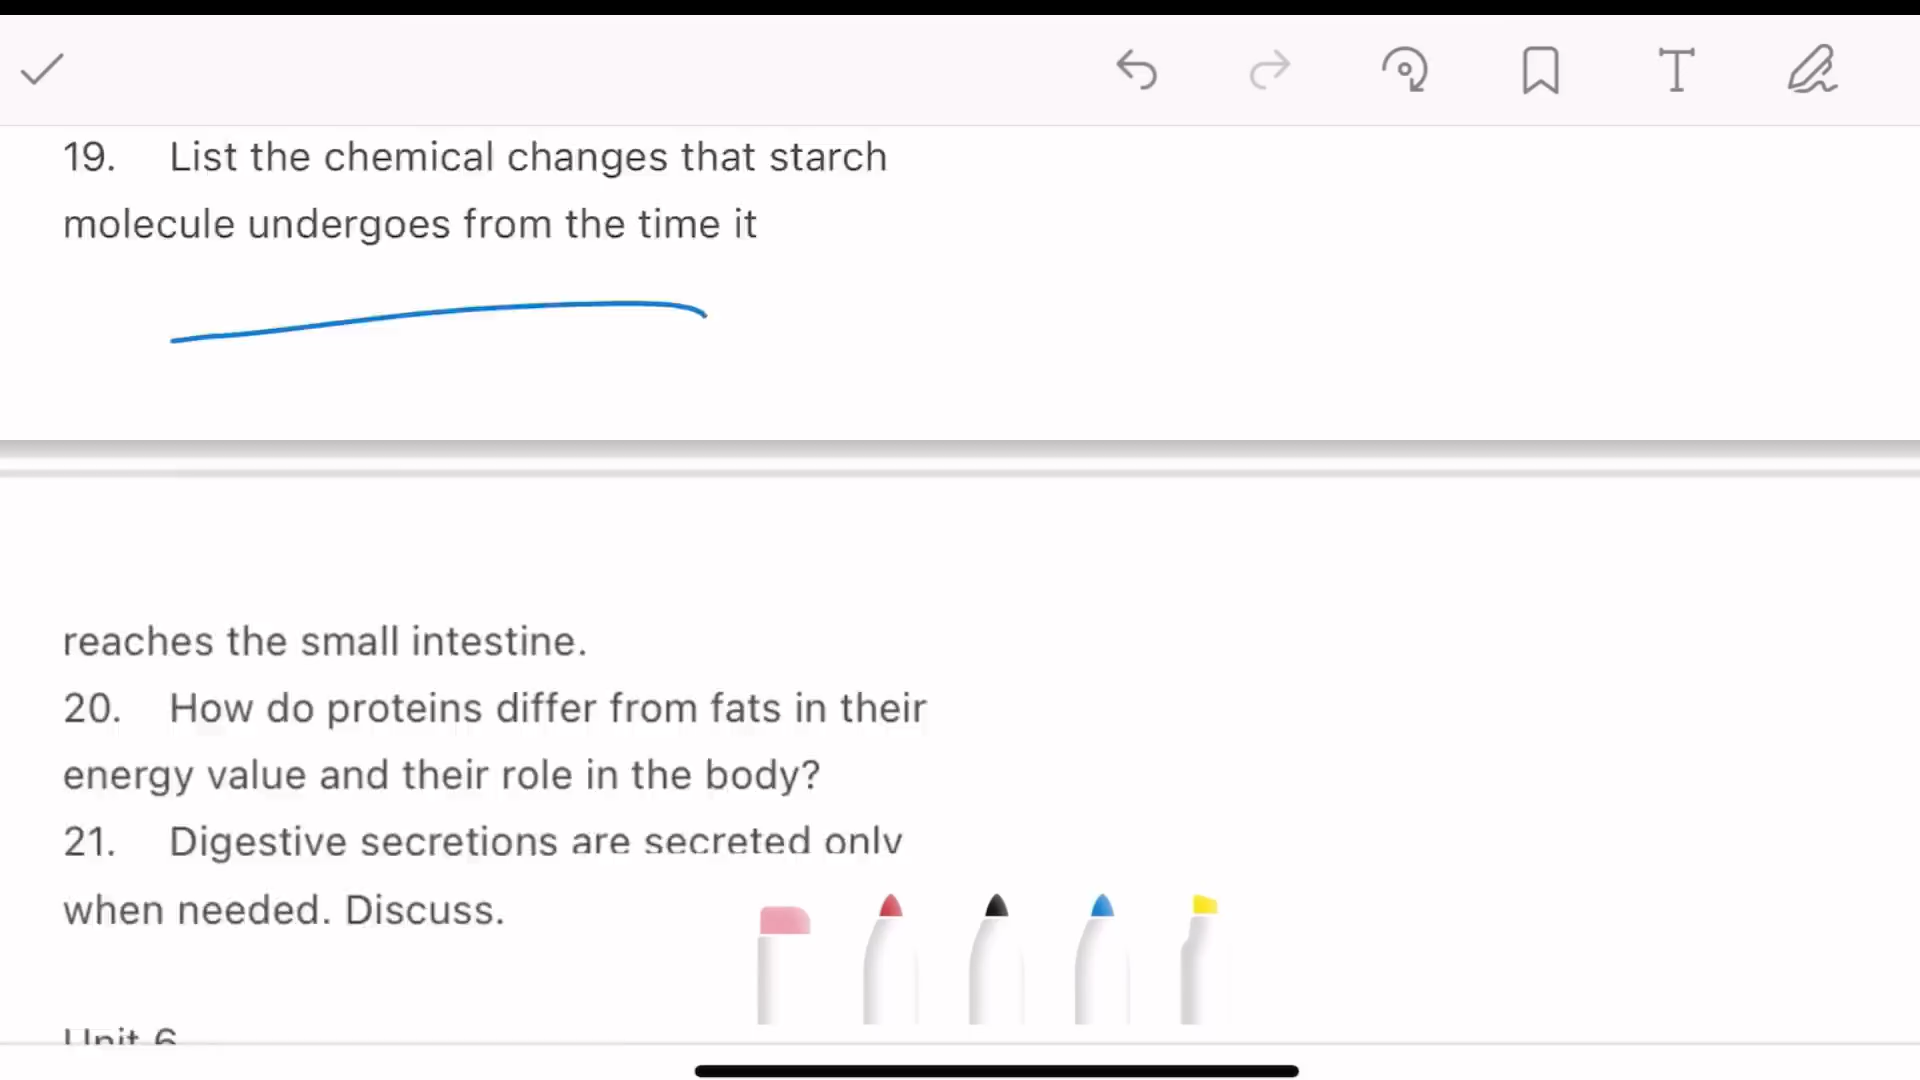 19. List the chemical changes that starch
molecule undergoes from the time it
reaches the small intestine.
20. How do proteins differ from fats in their
energy value and their role in the body?
21. Digestive secretions are secreted only
when needed. Discuss.
Unit 6